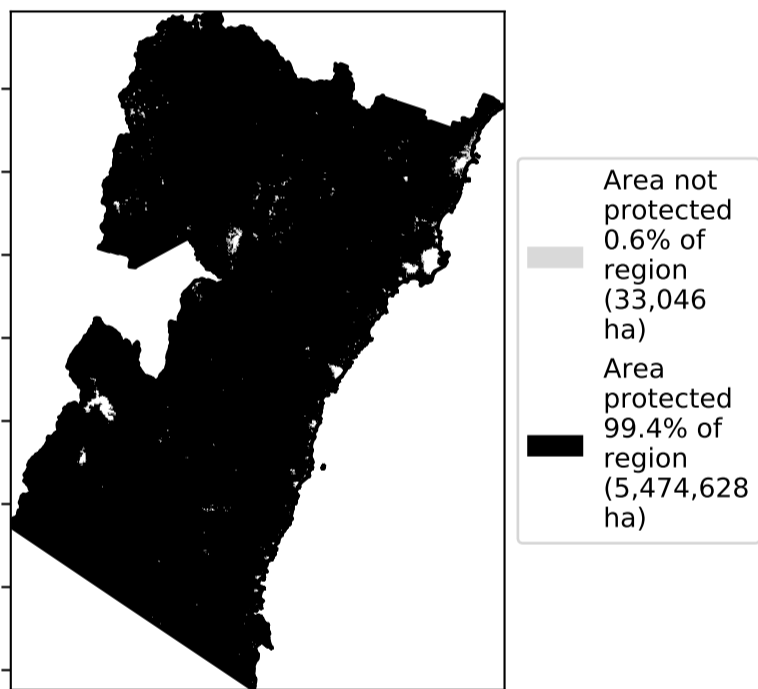 Area not
protected
0.6% of
region
(33,046
ha)
Area
protected
99.4% of
region
(5,474,628
ha)